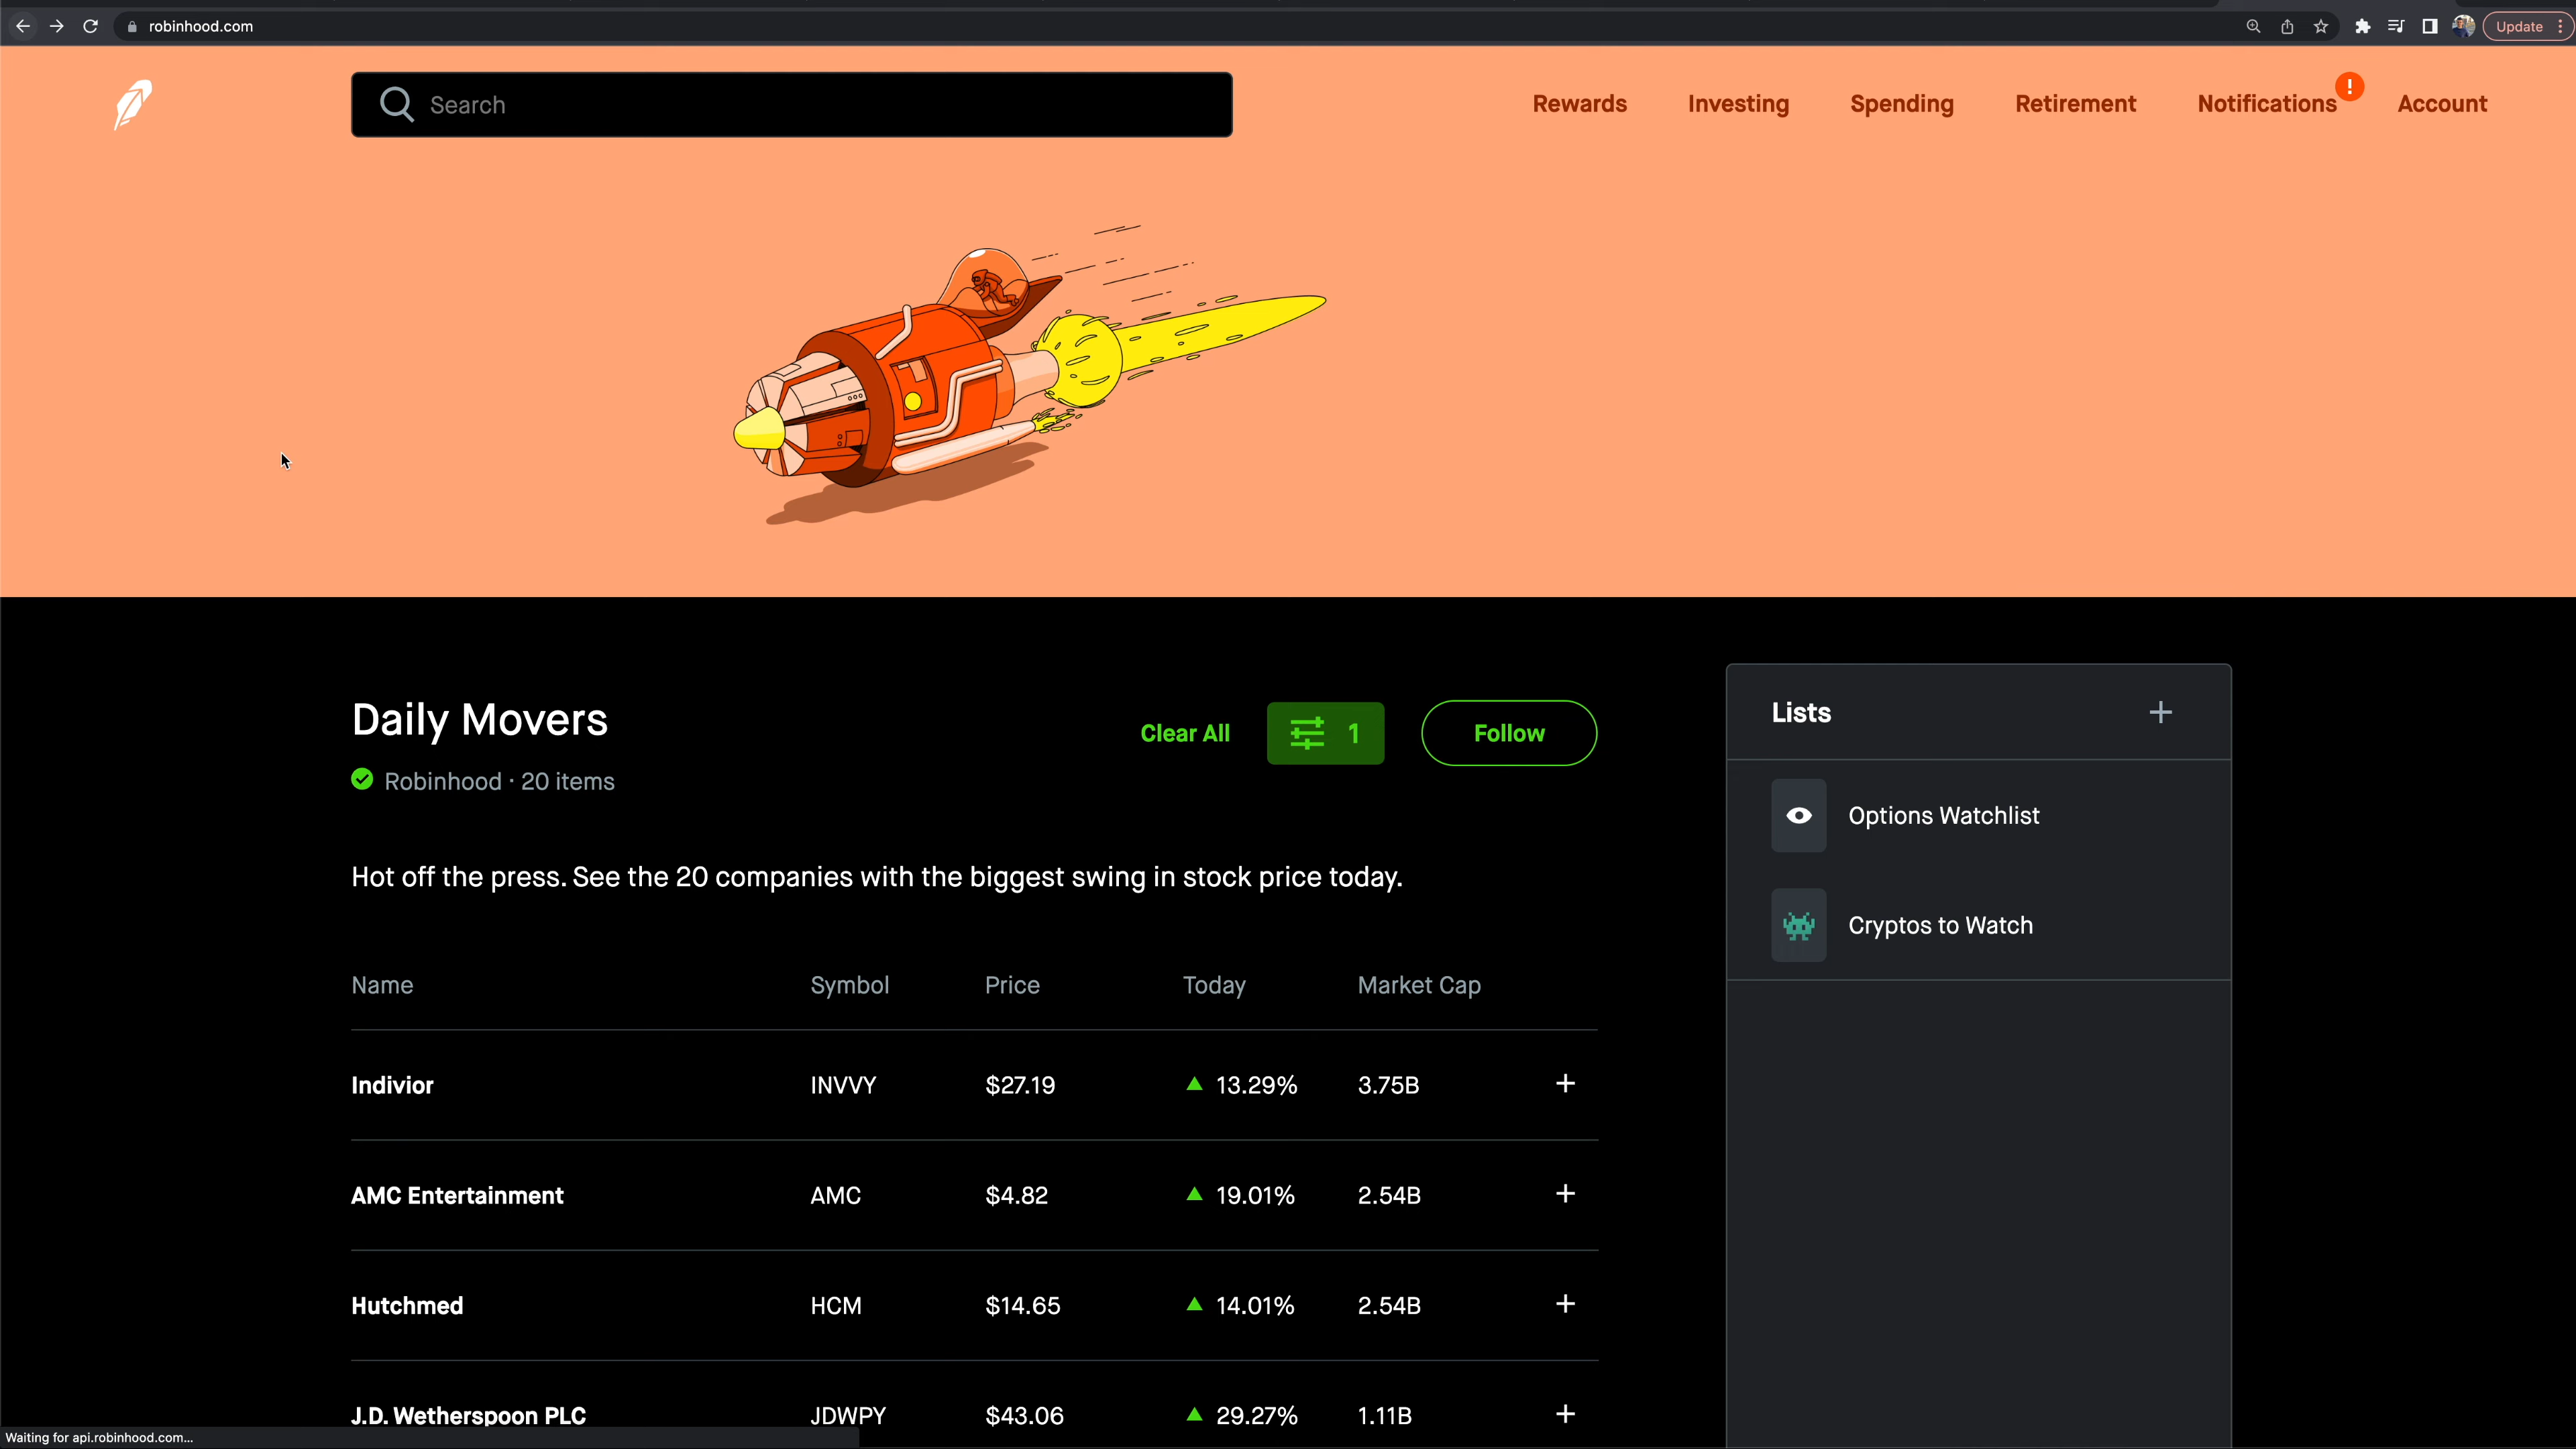 robinhood.com
Update
Search
Rewards Investing Spending Retirement Notifications ! Account
Daily Movers
Clear All 1 Follow
Robinhood · 20 items
Hot off the press. See the 20 companies with the biggest swing in stock price today.
Name Symbol Price Today Market Cap
Indivior INVVY $27.19 13.29% 3.75B +
AMC Entertainment AMC $4.82 19.01% 2.54B +
Hutchmed HCM $14.65 14.01% 2.54B +
J.D. Wetherspoon PLC JDWPY $43.06 29.27% 1.11B +
Lists +
Options Watchlist
Cryptos to Watch
Waiting for api.robinhood.com...